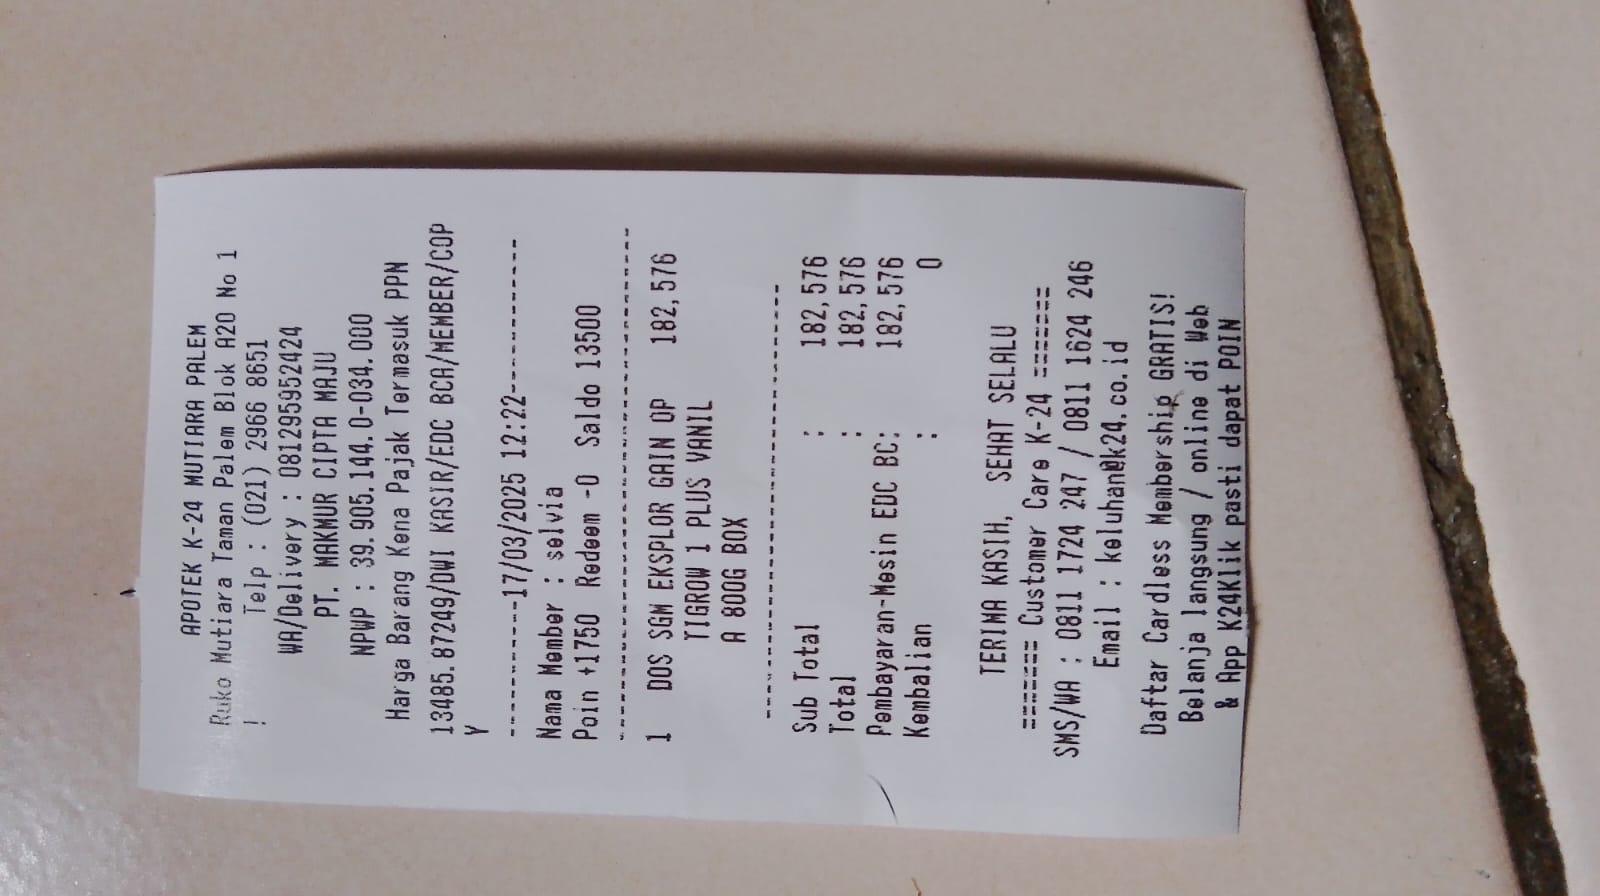 APOTEK K-24 MUTIARA PALEM
Ruko Mutiara Taman Palem Blok A20 No 1
!
Telp : (021) 2966 8651
WA/Delivery : 081295952424
PT. MAKMUR CIPTA MAJU
NPWP : 39.905.144.0-034.000
Harga Barang Kena Pajak Termasuk PPN
13485.87249/DWI KASIR/EDC BCA/MEMBER/COP
Y
----------17/03/2025 12:22--------------
Nama Member : selvia
Poin +1750 Redeem -0 Saldo 13500
----------------------------------------
1 DOS SGM EKSPLOR GAIN OP 182,576
TIGROW 1 PLUS VANIL
A 800G BOX
----------------------------------------
Sub Total : 182,576
Total : 182,576
Pembayaran-Mesin EDC BC: 182,576
Kembalian : 0
TERIMA KASIH, SEHAT SELALU
======= Customer Care K-24 =======
SMS/WA : 0811 1724 247 / 0811 1624 246
Email : keluhan@k24.co.id
Daftar Cardless Membership GRATIS!
Belanja langsung / online di Web
& App K24Klik pasti dapat POIN